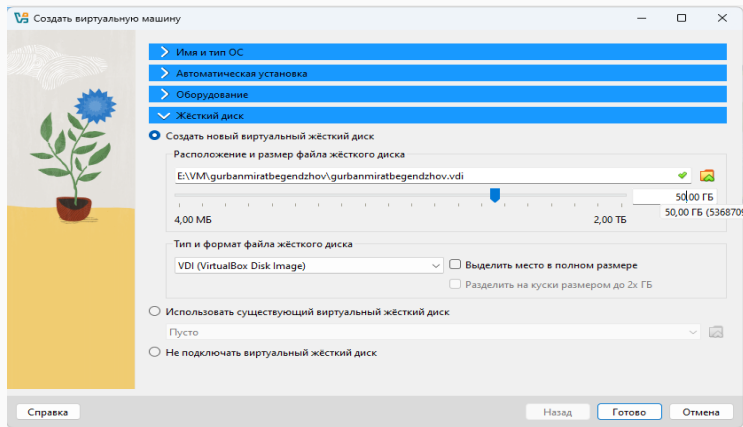 Создать виртуальную машину
Имя и тип ОС
Автоматическая установка
Оборудование
Жёсткий диск
Создать новый виртуальный жёсткий диск
Расположение и размер файла жёсткого диска
E:\VM\gurbanmiratbegendzhov\gurbanmiratbegendzhov.vdi
50,00 ГБ
4,00 МБ
2,00 ТБ
50,00 ГБ (5368709
Тип и формат файла жёсткого диска
VDI (VirtualBox Disk Image)
Выделить место в полном размере
Разделить на куски размером до 2х ГБ
Использовать существующий виртуальный жёсткий диск
Пусто
Не подключать виртуальный жёсткий диск
Справка
Назад
Готово
Отмена